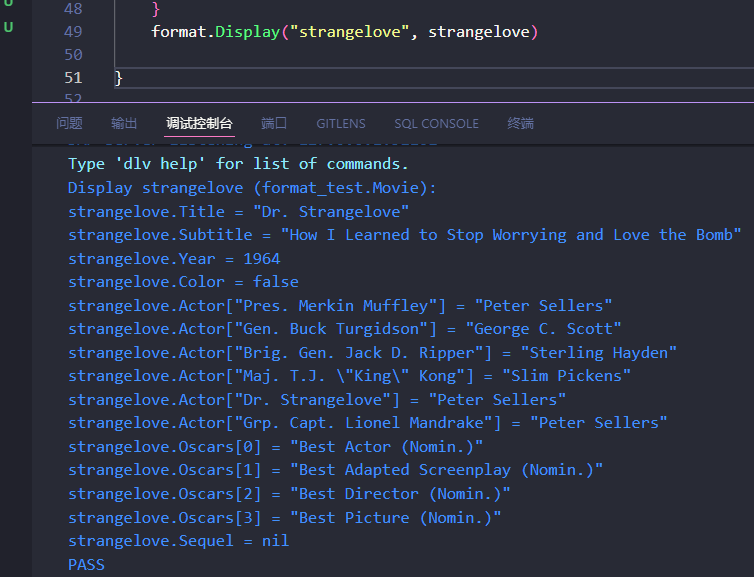 U
48 }
U
49 format.Display("strangelove", strangelove)
50
51 }
52
问题 输出 调试控制台 端口 GITLENS SQL CONSOLE 终端
Type 'dlv help' for list of commands.
Display strangelove (format_test.Movie):
strangelove.Title = "Dr. Strangelove"
strangelove.Subtitle = "How I Learned to Stop Worrying and Love the Bomb"
strangelove.Year = 1964
strangelove.Color = false
strangelove.Actor["Pres. Merkin Muffley"] = "Peter Sellers"
strangelove.Actor["Gen. Buck Turgidson"] = "George C. Scott"
strangelove.Actor["Brig. Gen. Jack D. Ripper"] = "Sterling Hayden"
strangelove.Actor["Maj. T.J. \"King\" Kong"] = "Slim Pickens"
strangelove.Actor["Dr. Strangelove"] = "Peter Sellers"
strangelove.Actor["Grp. Capt. Lionel Mandrake"] = "Peter Sellers"
strangelove.Oscars[0] = "Best Actor (Nomin.)"
strangelove.Oscars[1] = "Best Adapted Screenplay (Nomin.)"
strangelove.Oscars[2] = "Best Director (Nomin.)"
strangelove.Oscars[3] = "Best Picture (Nomin.)"
strangelove.Sequel = nil
PASS